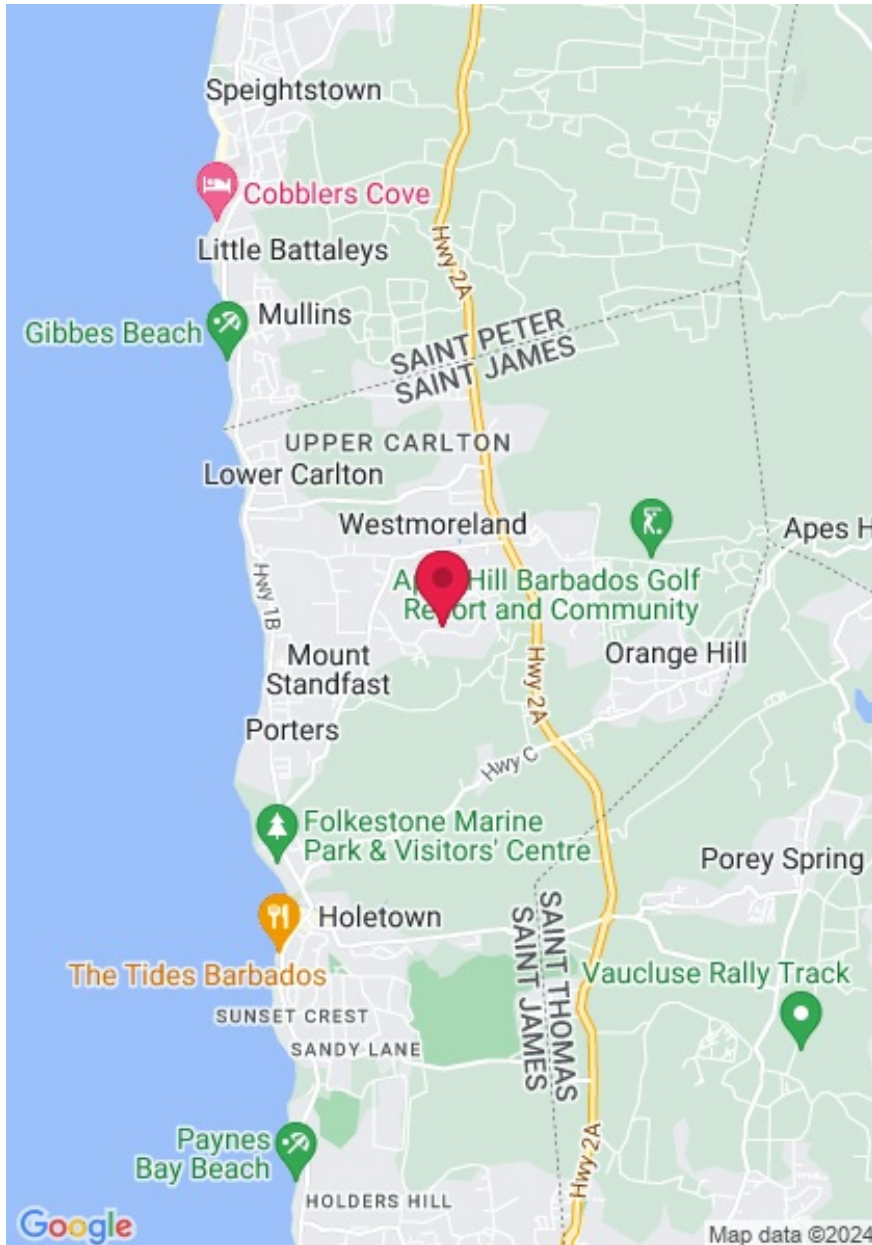 Speightstown
Cobblers Cove
Little Battaleys
Hwy 2A
Mullins
Gibbes Beach
SAINT PETER
SAINT JAMES
UPPER CARLTON
Lower Carlton
Westmoreland
Apes H
Hill Barbados Golf
Resort and Community
Hwy 1B
Mount
Standfast
Orange Hill
Hwy 2A
Porters
Hwy C
Folkestone Marine
Park & Visitors' Centre
Porey Spring
Holetown
SAINT THOMAS
SAINT JAMES
The Tides Barbados
Vaucluse Rally Track
SUNSET CREST
SANDY LANE
Paynes
Bay Beach
Hwy 2A
HOLDERS HILL
Google
Map data ©2024